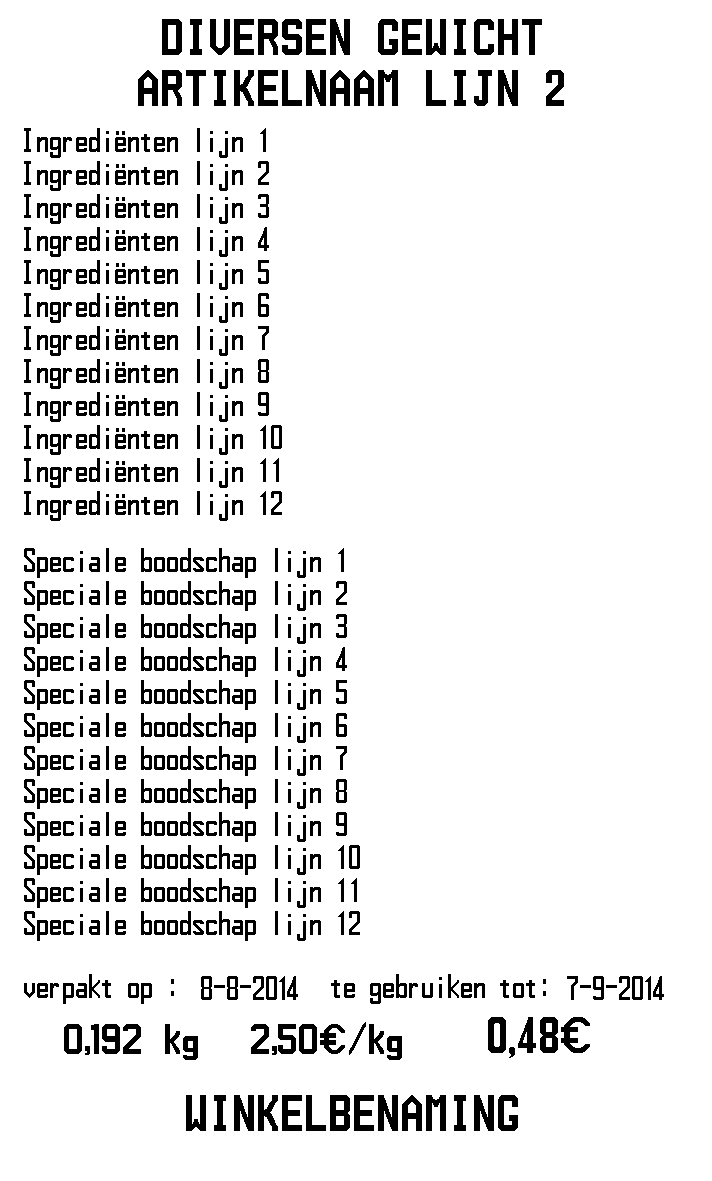 DIVERSEN GEWICHT
ARTIKELNAAM LIJN 2
Ingrediënten lijn 1
Ingrediënten lijn 2
Ingrediënten lijn 3
Ingrediënten lijn 4
Ingrediënten lijn 5
Ingrediënten lijn 6
Ingrediënten lijn 7
Ingrediënten lijn 8
Ingrediënten lijn 9
Ingrediënten lijn 10
Ingrediënten lijn 11
Ingrediënten lijn 12
Speciale boodschap lijn 1
Speciale boodschap lijn 2
Speciale boodschap lijn 3
Speciale boodschap lijn 4
Speciale boodschap lijn 5
Speciale boodschap lijn 6
Speciale boodschap lijn 7
Speciale boodschap lijn 8
Speciale boodschap lijn 9
Speciale boodschap lijn 10
Speciale boodschap lijn 11
Speciale boodschap lijn 12
verpakt op : 8-8-2014 te gebruiken tot: 7-9-2014
0,192 kg 2,50€/kg 0,48€
WINKELBENAMING